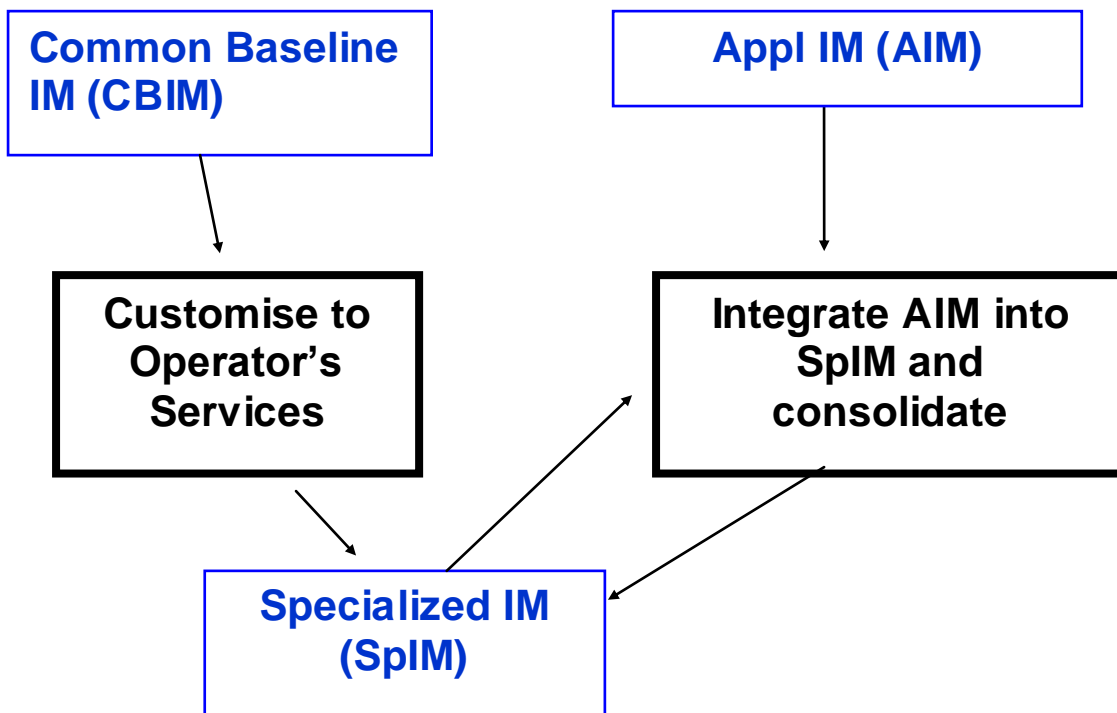 Common Baseline
IM (CBIM)
Appl IM (AIM)
Customise to
Operator’s
Services
Integrate AIM into
SpIM and
consolidate
Specialized IM
(SpIM)